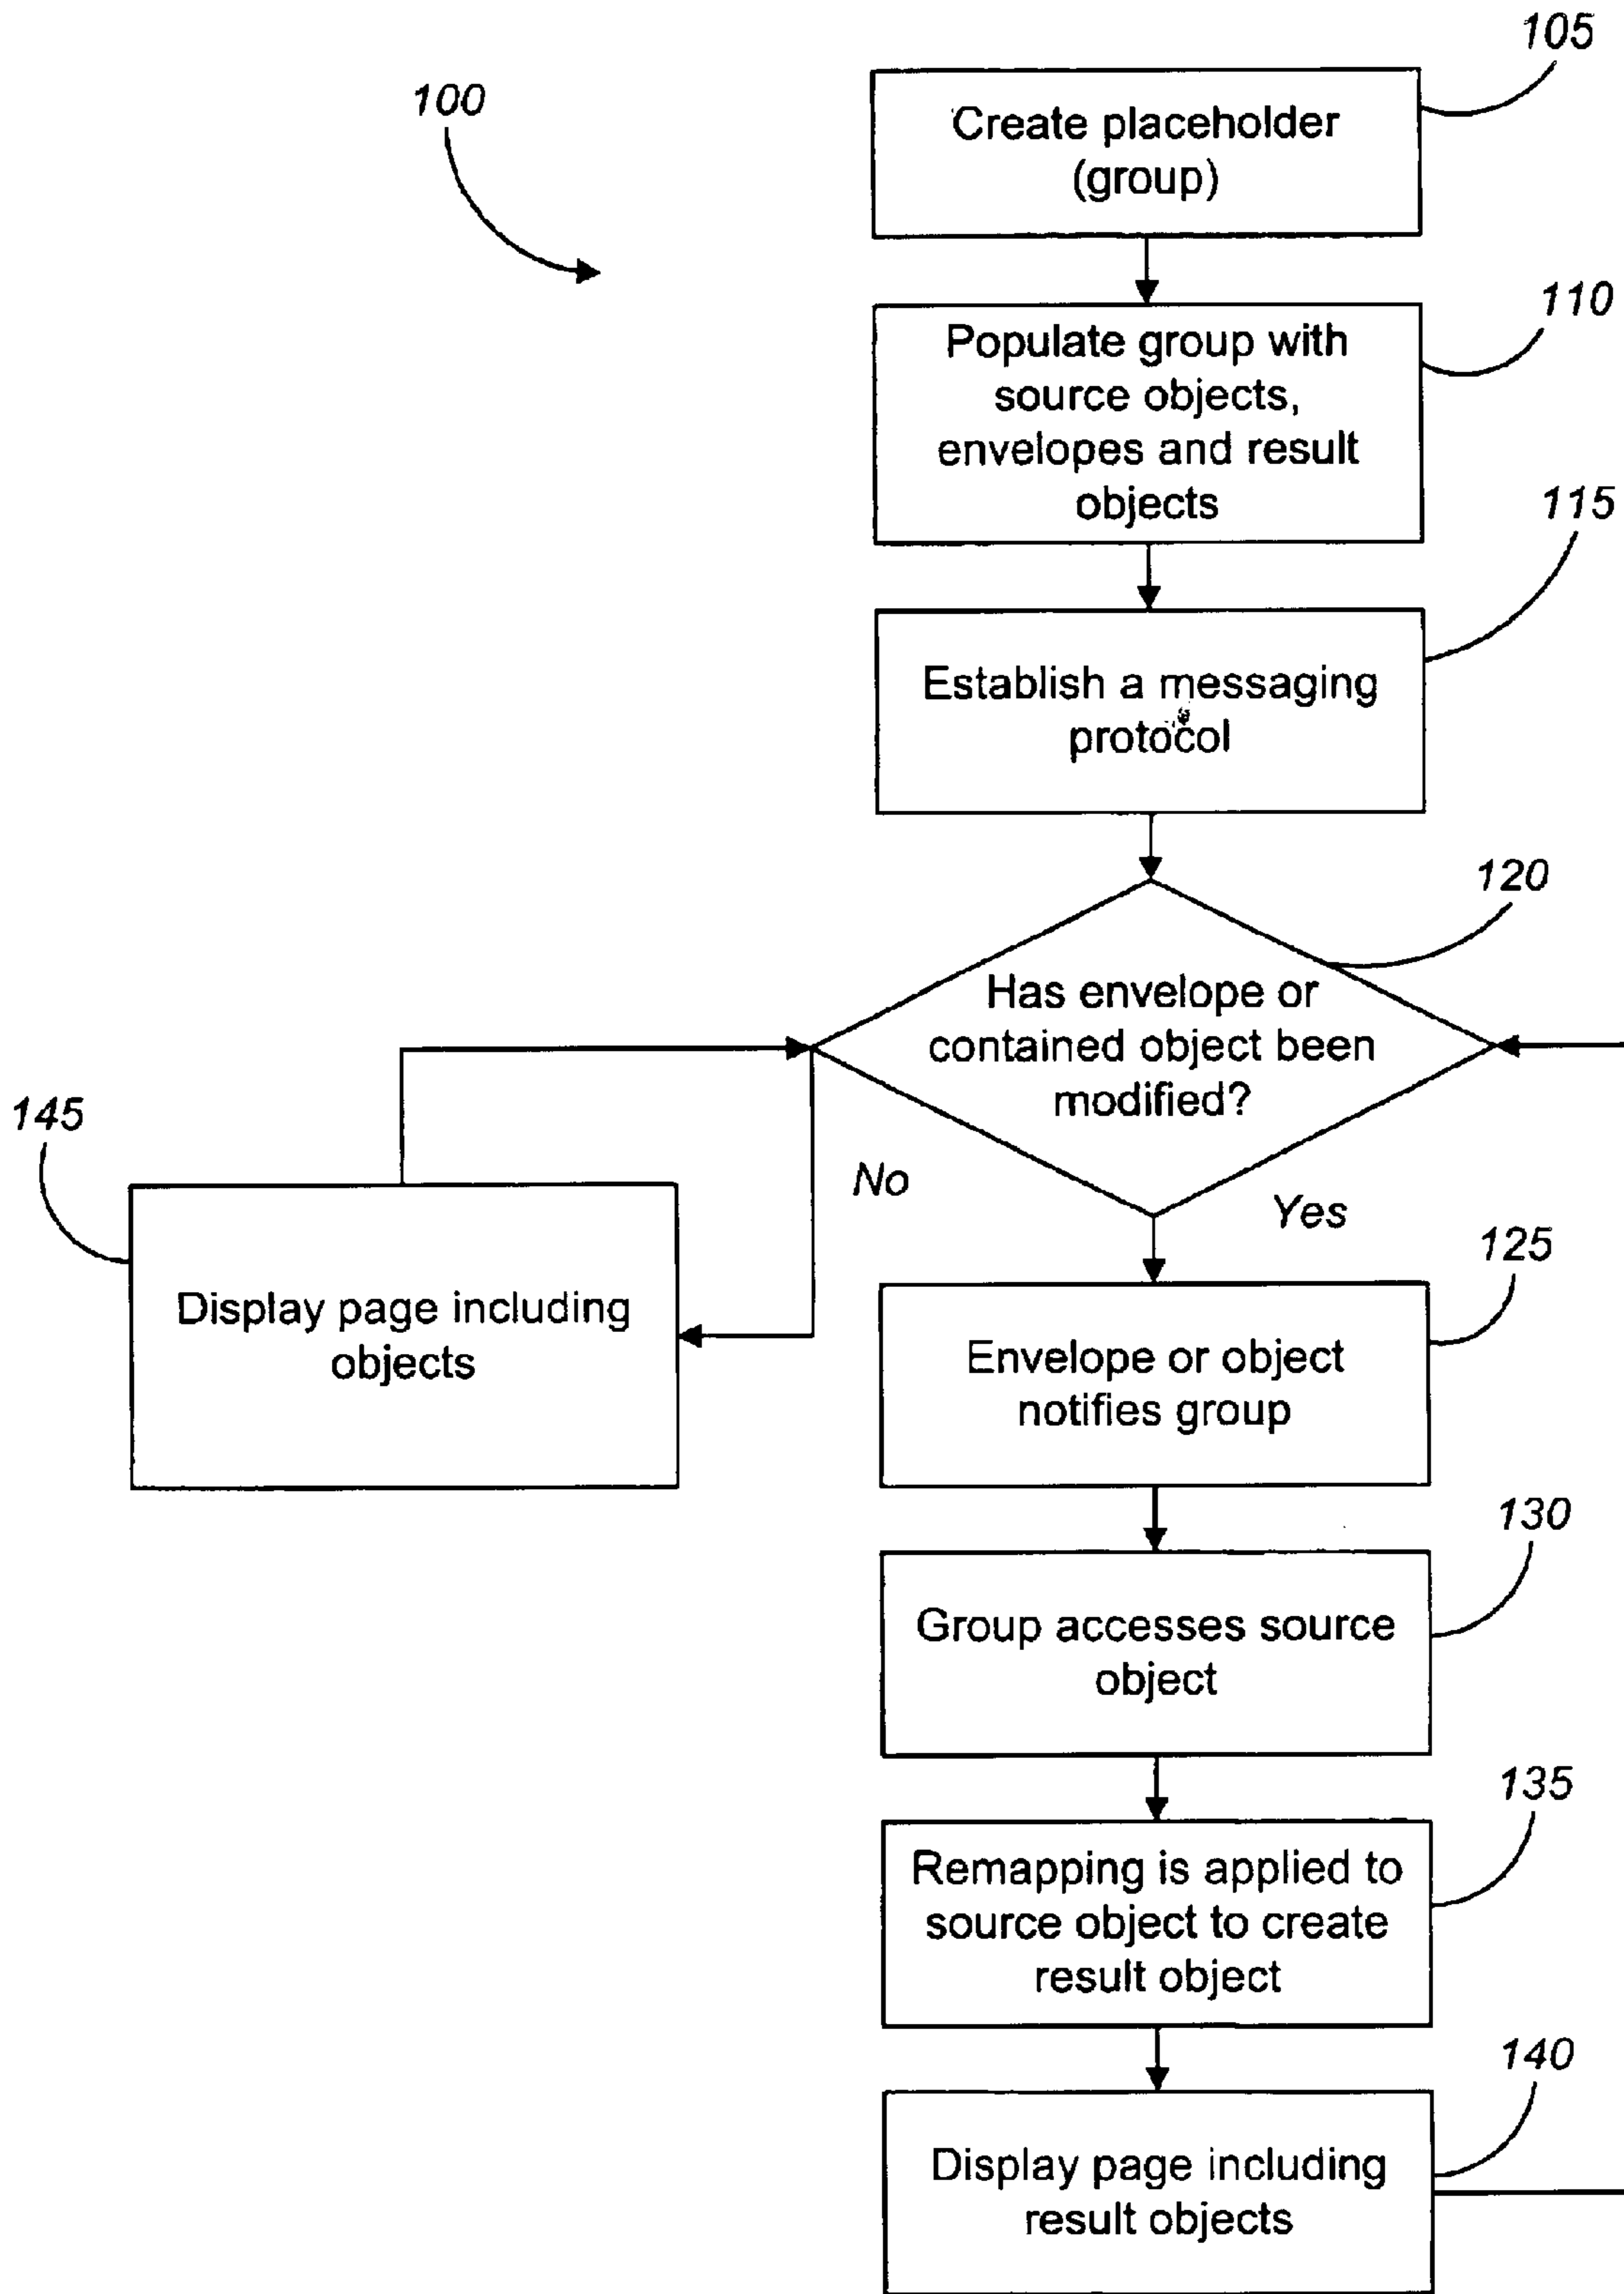 100
105
Create placeholder
(group)
110
Populate group with
source objects,
envelopes and result
objects
115
Establish a messaging
protocol
120
Has envelope or
contained object been
modified?
No
Yes
145
Display page including
objects
125
Envelope or object
notifies group
130
Group accesses source
object
135
Remapping is applied to
source object to create
result object
140
Display page including
result objects